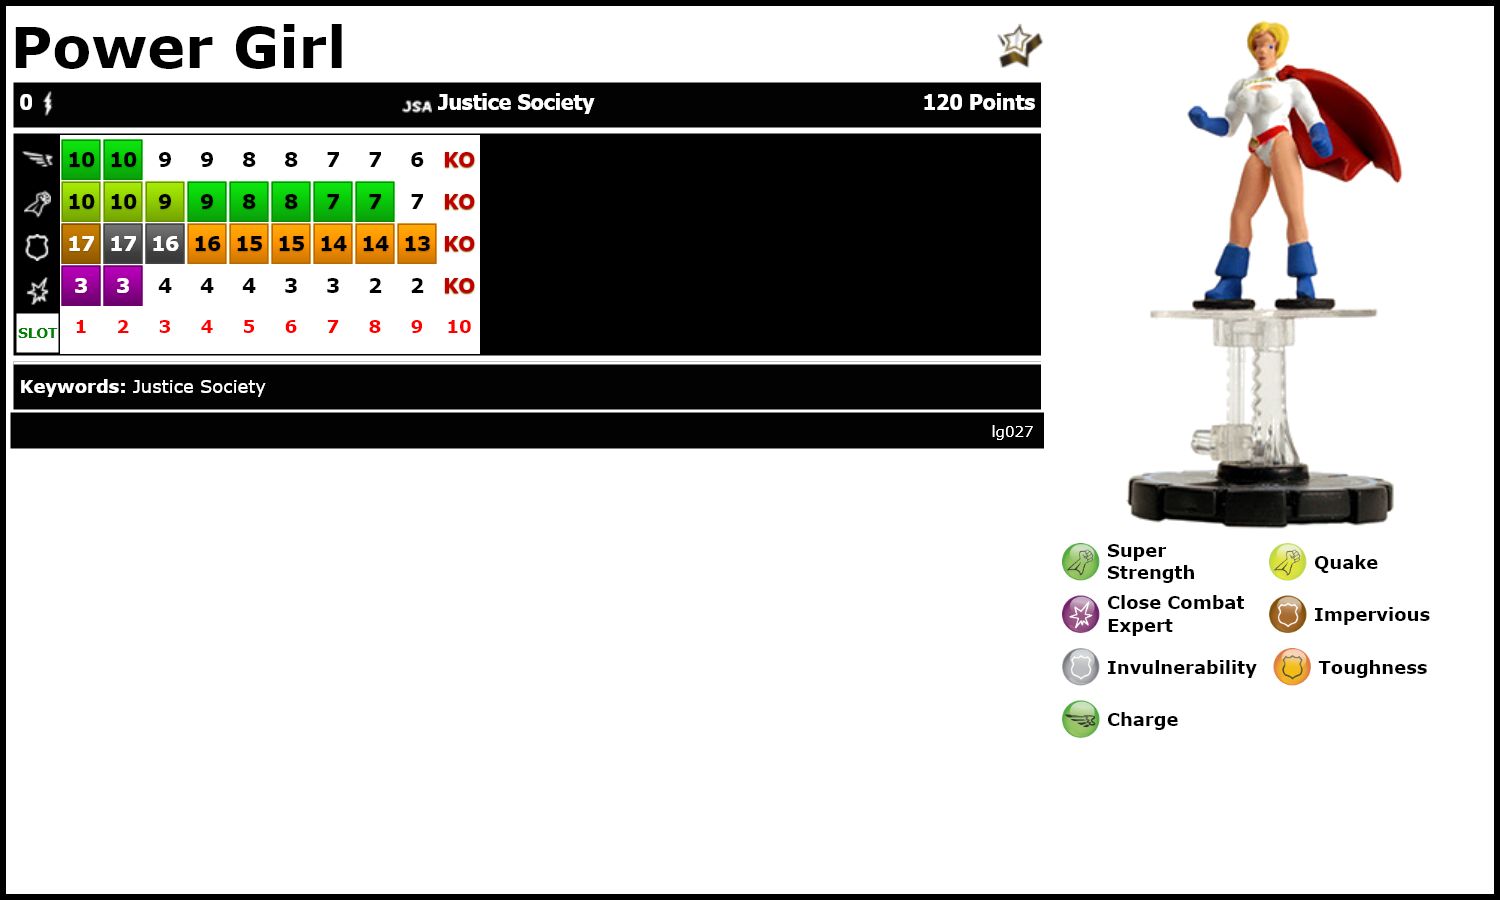 Power Girl
0 JSA Justice Society 120 Points
10 10 9 9 8 8 7 7 6 KO
10 10 9 9 8 8 7 7 7 KO
17 17 16 16 15 15 14 14 13 KO
3 3 4 4 4 3 3 2 2 KO
SLOT 1 2 3 4 5 6 7 8 9 10
Keywords: Justice Society
lg027
Super
Strength
Quake
Close Combat
Expert
Impervious
Invulnerability
Toughness
Charge